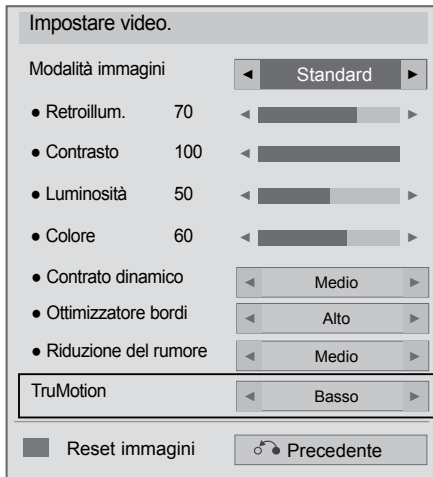 Impostare video.
Modalità immagini ◄ Standard ►
● Retroillum. 70 ◄ ►
● Contrasto 100 ◄
● Luminosità 50 ◄ ►
● Colore 60 ◄ ►
● Contrato dinamico ◄ Medio ►
● Ottimizzatore bordi ◄ Alto ►
● Riduzione del rumore ◄ Medio ►
TruMotion ◄ Basso ►
Reset immagini Precedente